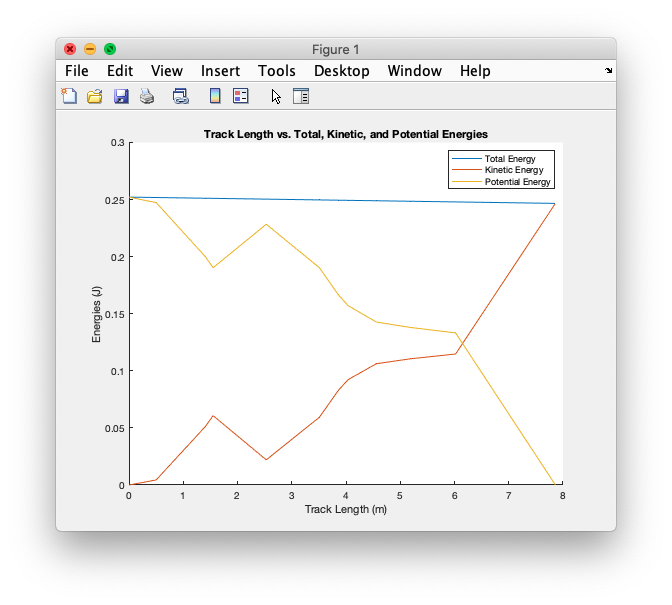 Figure 1
File Edit View Insert Tools Desktop Window Help
Track Length vs. Total, Kinetic, and Potential Energies
0.3
0.25
0.2
0.15
0.1
0.05
0
Energies (J)
Total Energy
Kinetic Energy
Potential Energy
0 1 2 3 4 5 6 7 8
Track Length (m)